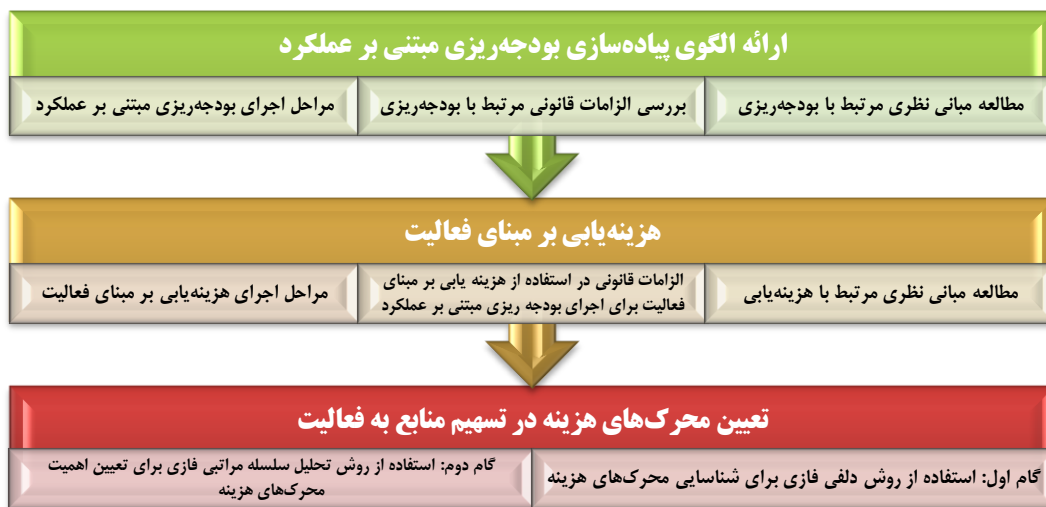 ارائه الگوی پیاده‌سازی بودجه‌ریزی مبتنی بر عملکرد
مطالعه مبانی نظری مرتبط با بودجه‌ریزی
بررسی الزامات قانونی مرتبط با بودجه‌ریزی
مراحل اجرای بودجه‌ریزی مبتنی بر عملکرد
هزینه‌یابی بر مبنای فعالیت
مطالعه مبانی نظری مرتبط با هزینه‌یابی
الزامات قانونی در استفاده از هزینه یابی بر مبنای
فعالیت برای اجرای بودجه ریزی مبتنی بر عملکرد
مراحل اجرای هزینه‌یابی بر مبنای فعالیت
تعیین محرک‌های هزینه در تسهیم منابع به فعالیت
گام اول: استفاده از روش دلفی فازی برای شناسایی محرک‌های هزینه
گام دوم: استفاده از روش تحلیل سلسله مراتبی فازی برای تعیین اهمیت
محرک‌های هزینه